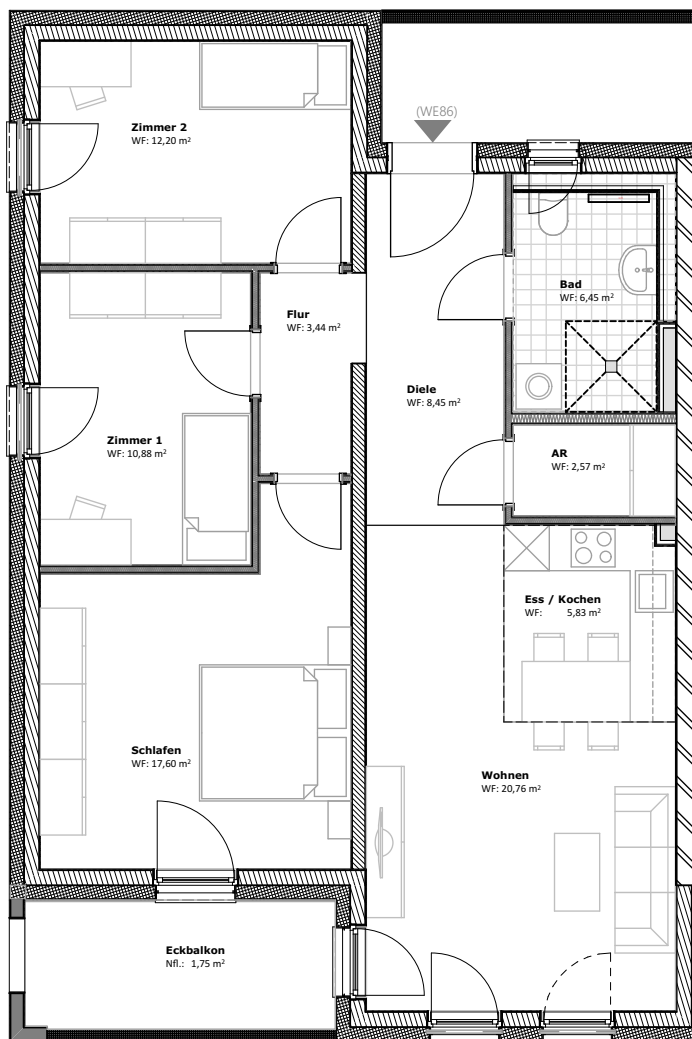 (WE86)
Zimmer 2
WF: 12,20 m²
Bad
WF: 6,45 m²
Flur
WF: 3,44 m²
Diele
WF: 8,45 m²
Zimmer 1
WF: 10,88 m²
AR
WF: 2,57 m²
Ess / Kochen
WF: 5,83 m²
Schlafen
WF: 17,60 m²
Wohnen
WF: 20,76 m²
Eckbalkon
Nfl.: 1,75 m²